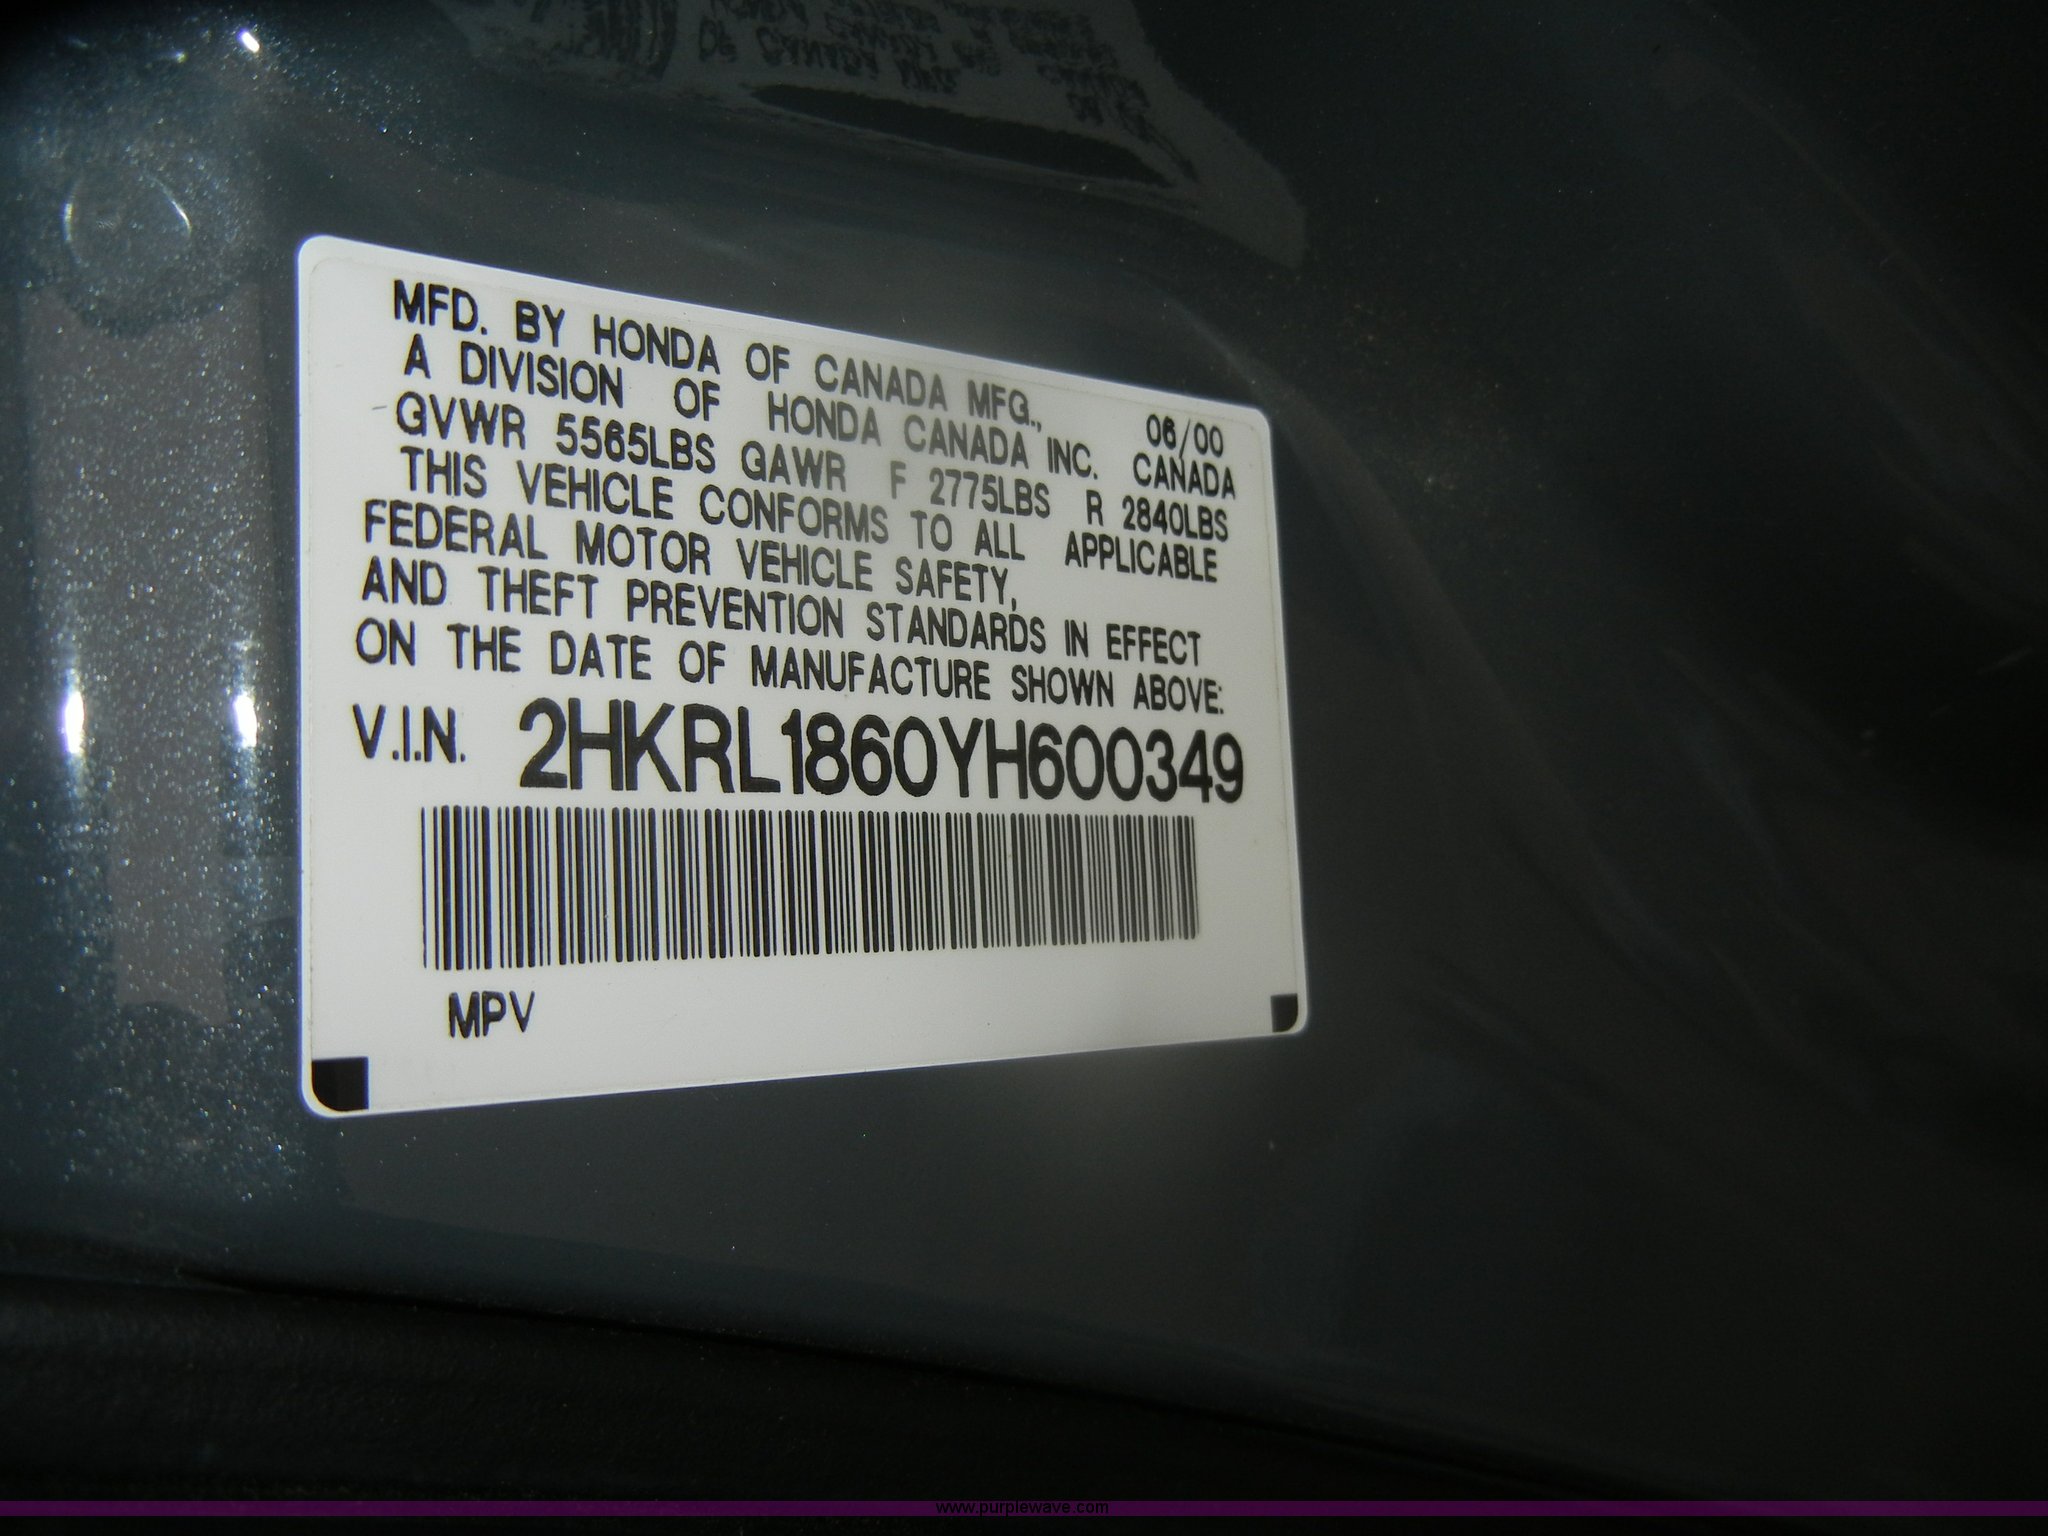 MFD. BY HONDA OF CANADA MFG., 06/00
A DIVISION OF HONDA CANADA INC. CANADA
GVWR 5565LBS GAWR F 2775LBS R 2840LBS
THIS VEHICLE CONFORMS TO ALL APPLICABLE
FEDERAL MOTOR VEHICLE SAFETY,
AND THEFT PREVENTION STANDARDS IN EFFECT
ON THE DATE OF MANUFACTURE SHOWN ABOVE:
V.I.N. 2HKRL1860YH600349
MPV
www.purplewave.com